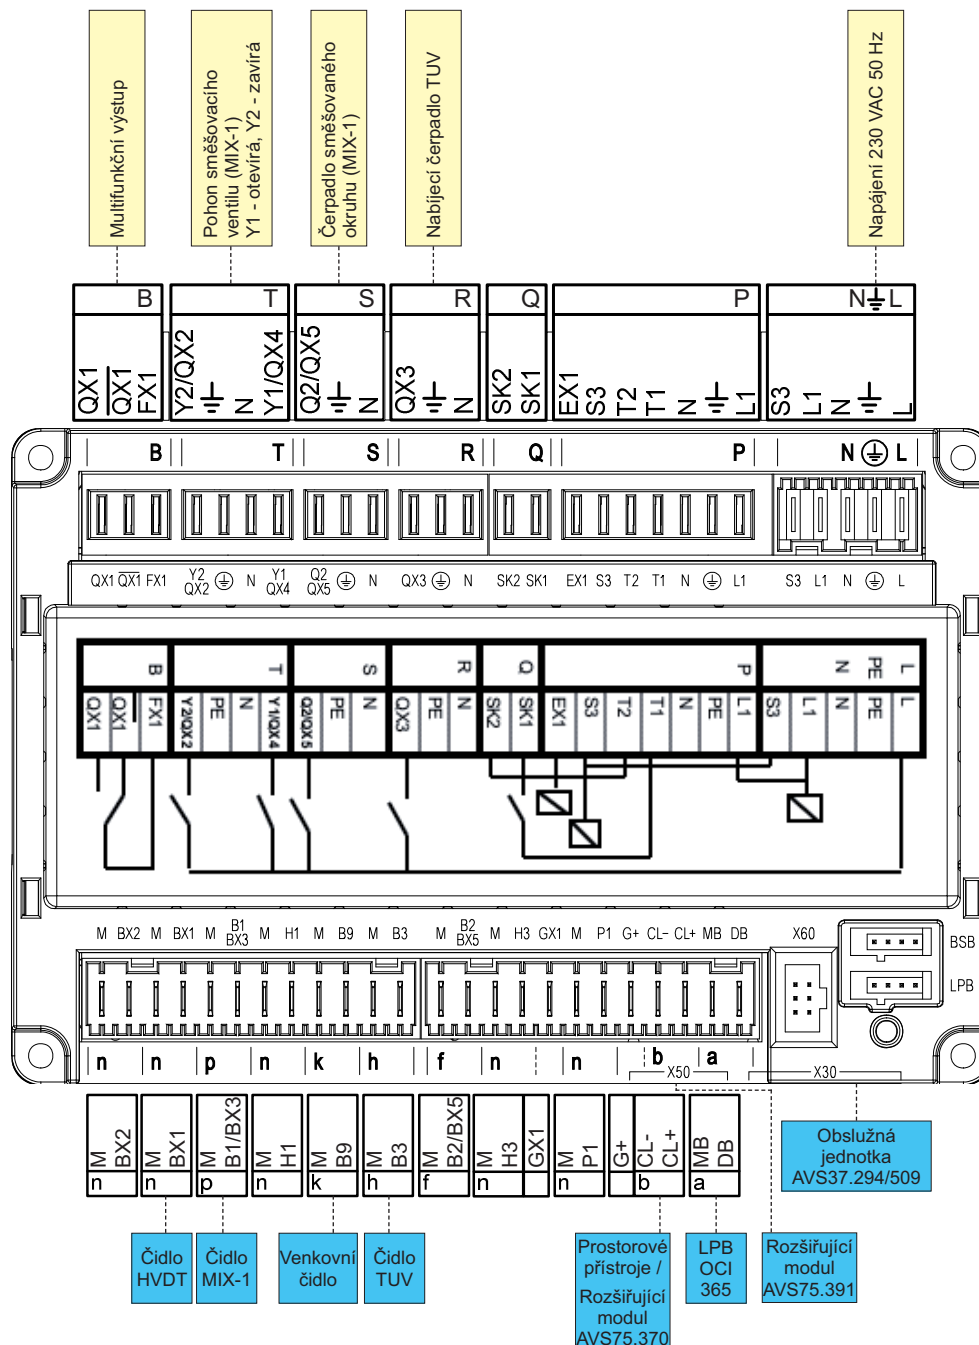 Multifunkční výstup
Pohon směšovacího
ventilu (MIX-1)
Y1 - otevírá, Y2 - zavírá
Čerpadlo směšovaného
okruhu (MIX-1)
Nabíjecí čerpadlo TUV
Napájení 230 VAC 50 Hz
B T S R Q P N L
QX1 QX1 FX1 Y2/QX2 N Y1/QX4 Q2/QX5 N QX3 N SK2 SK1 EX1 S3 T2 T1 N L1 S3 L1 N L
B T S R Q P N L
QX1 QX1 FX1 Y2 QX2 N Y1 QX4 Q2 QX5 N QX3 N SK2 SK1 EX1 S3 T2 T1 N L1 S3 L1 N L
B T S R Q P N PE L
QX1 QX1 FX1 Y2/QX2 PE N Y1/QX4 Q2/QX5 PE N QX3 PE N SK2 SK1 EX1 S3 T2 T1 N PE L1 S3 L1 N PE L
M BX2 M BX1 M B1 BX3 M H1 M B9 M B3 M B2 BX5 M H3 GX1 M P1 G+ CL- CL+ MB DB X60
BSB
LPB
n n p n k h f n n b a
X50 X30
M BX2 M BX1 M B1/BX3 M H1 M B9 M B3 M B2/BX5 M H3 GX1 M P1 G+ CL- CL+ MB DB
n n p n k h f n n b a
Obslužná
jednotka
AVS37.294/509
Čidlo
HVDT
Čidlo
MIX-1
Venkovní
čidlo
Čidlo
TUV
Prostorové
přístroje /
Rozšiřující
modul
AVS75.370
LPB
OCI
365
Rozšiřující
modul
AVS75.391